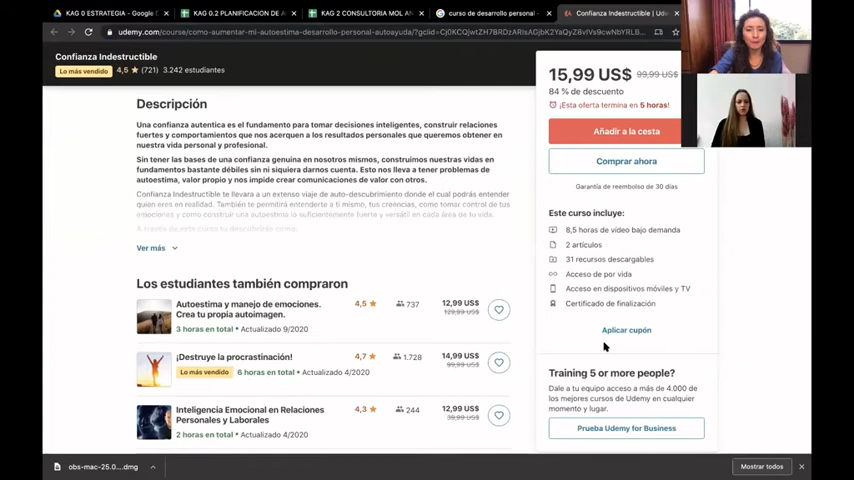 KAG 0 ESTRATEGIA - Google D
KAG 0.2 PLANIFICACION DE A
KAG 2 CONSULTORIA MOL AN
curso de desarrollo personal -
Confianza Indestructible | Ude
udemy.com/course/como-aumentar-mi-autoestima-desarrollo-personal-autoayuda/?gclid=
Confianza Indestructible
Lo más vendido 4,5 (721) 3.242 estudiantes
Descripción
Una confianza autentica es el fundamento para tomar decisiones inteligentes, construir relaciones
fuertes y comportamientos que nos acerquen a los resultados personales que queremos obtener en
nuestra vida personal y profesional.
Sin tener las bases de una confianza genuina en nosotros mismos, construimos nuestras vidas en
fundamentos bastante débiles sin ni siquiera darnos cuenta. Esto nos lleva a tener problemas de
autoestima, valor propio y nos impide crear comunicaciones de valor con otros.
Confianza Indestructible te llevara a un extenso viaje de auto-descubrimiento donde el cual podrás entender
quien eres en realidad. También te permitirá entenderte a ti mismo, tus creencias, como tomar control de tus
emociones y como construir una autoestima lo suficientemente fuerte y versátil en cada área de tu vida.
A través de este curso tu descubrirás como:
Ver más
Los estudiantes también compraron
Autoestima y manejo de emociones.
Crea tu propia autoimagen.
3 horas en total • Actualizado 9/2020
4,5
737
12,99 US$
129,99 US$
¡Destruye la procrastinación!
Lo más vendido 6 horas en total • Actualizado 4/2020
4,7
1.728
14,99 US$
99,99 US$
Inteligencia Emocional en Relaciones
Personales y Laborales
2 horas en total • Actualizado 4/2020
4,3
244
12,99 US$
39,99 US$
15,99 US$ 99,99 US$
84 % de descuento
¡Esta oferta termina en 5 horas!
Añadir a la cesta
Comprar ahora
Garantía de reembolso de 30 días
Este curso incluye:
8,5 horas de vídeo bajo demanda
2 artículos
31 recursos descargables
Acceso de por vida
Acceso en dispositivos móviles y TV
Certificado de finalización
Aplicar cupón
Training 5 or more people?
Dale a tu equipo acceso a más de 4.000 de
los mejores cursos de Udemy en cualquier
momento y lugar.
Prueba Udemy for Business
obs-mac-25.0....dmg
Mostrar todos